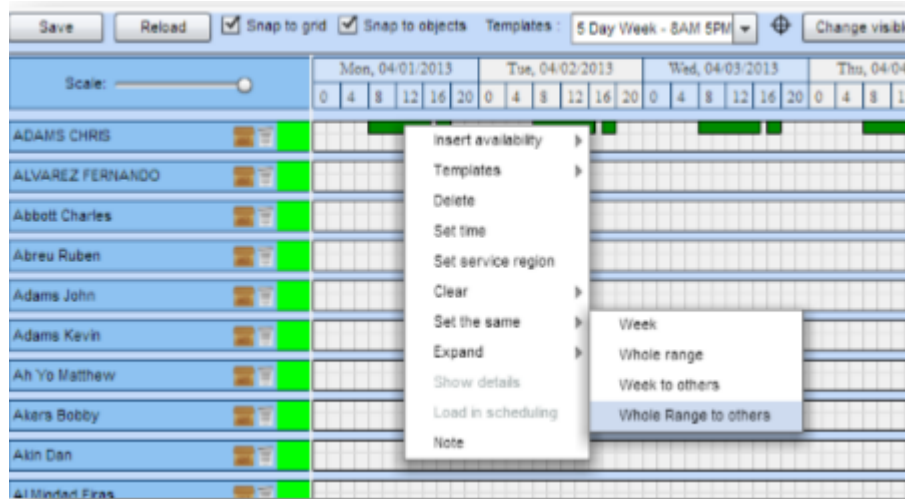 Save Reload Snap to grid Snap to objects Templates : 5 Day Week - 8AM 5PM
Scale: Mon, 04/01/2013 Tue, 04/02/2013 Wed, 04/03/2013
0 4 8 12 16 20 0 4 8 12 16 20 0 4 8 12 16 20 0 4 8
ADAMS CHRIS
Insert availability
ALVAREZ FERNANDO
Templates
Delete
Abbott Charles
Set time
Abreu Ruben
Set service region
Adams John
Clear
Adams Kevin
Set the same
Week
Expand
Whole range
Ah Yo Matthew
Show details
Week to others
Akers Bobby
Load in scheduling
Whole Range to others
Note
Akin Dan